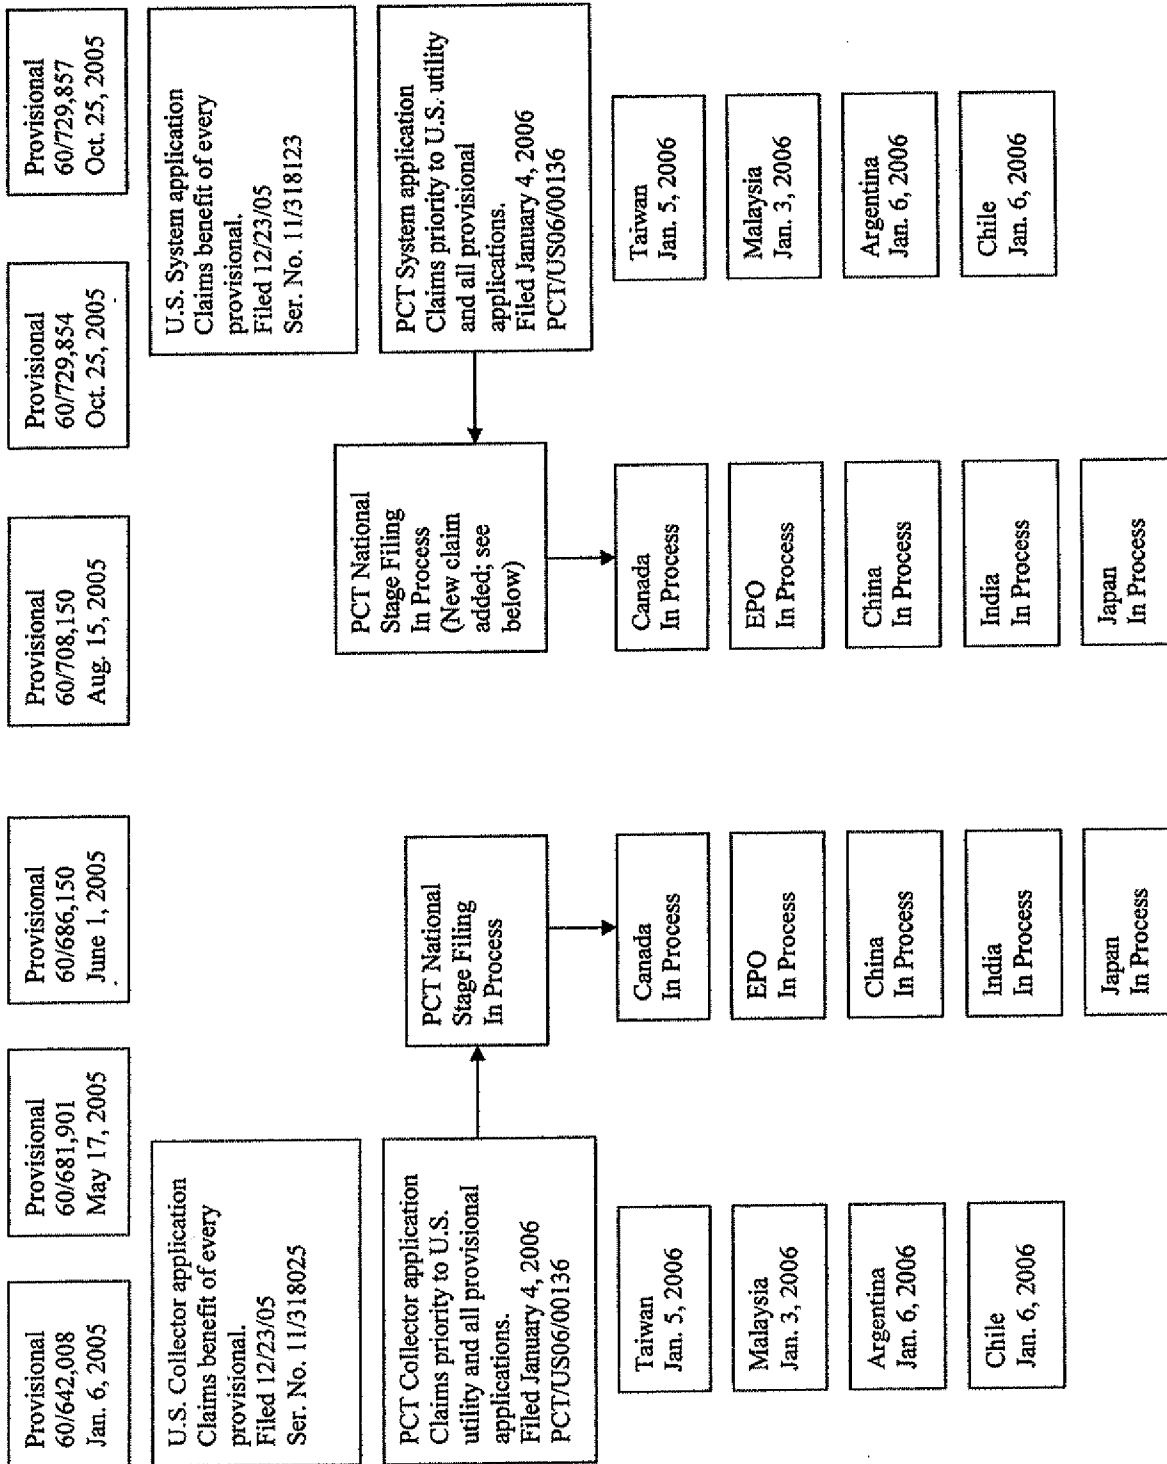 Provisional
60/642,008
Jan. 6, 2005
Provisional
60/681,901
May 17, 2005
Provisional
60/686,150
June 1, 2005
Provisional
60/708,150
Aug. 15, 2005
Provisional
60/729,854
Oct. 25, 2005
Provisional
60/729,857
Oct. 25, 2005
U.S. Collector application
Claims benefit of every
provisional.
Filed 12/23/05
Ser. No. 11/318025
U.S. System application
Claims benefit of every
provisional.
Filed 12/23/05
Ser. No. 11/318123
PCT Collector application
Claims priority to U.S.
utility and all provisional
applications.
Filed January 4, 2006
PCT/US06/00136
PCT National
Stage Filing
In Process
PCT National
Stage Filing
In Process
(New claim
added; see
below)
PCT System application
Claims priority to U.S. utility
and all provisional
applications.
Filed January 4, 2006
PCT/US06/00136
Taiwan
Jan. 5, 2006
Canada
In Process
Canada
In Process
Taiwan
Jan. 5, 2006
Malaysia
Jan. 3, 2006
EPO
In Process
EPO
In Process
Malaysia
Jan. 3, 2006
Argentina
Jan. 6, 2006
China
In Process
China
In Process
Argentina
Jan. 6, 2006
Chile
Jan. 6, 2006
India
In Process
India
In Process
Chile
Jan. 6, 2006
Japan
In Process
Japan
In Process